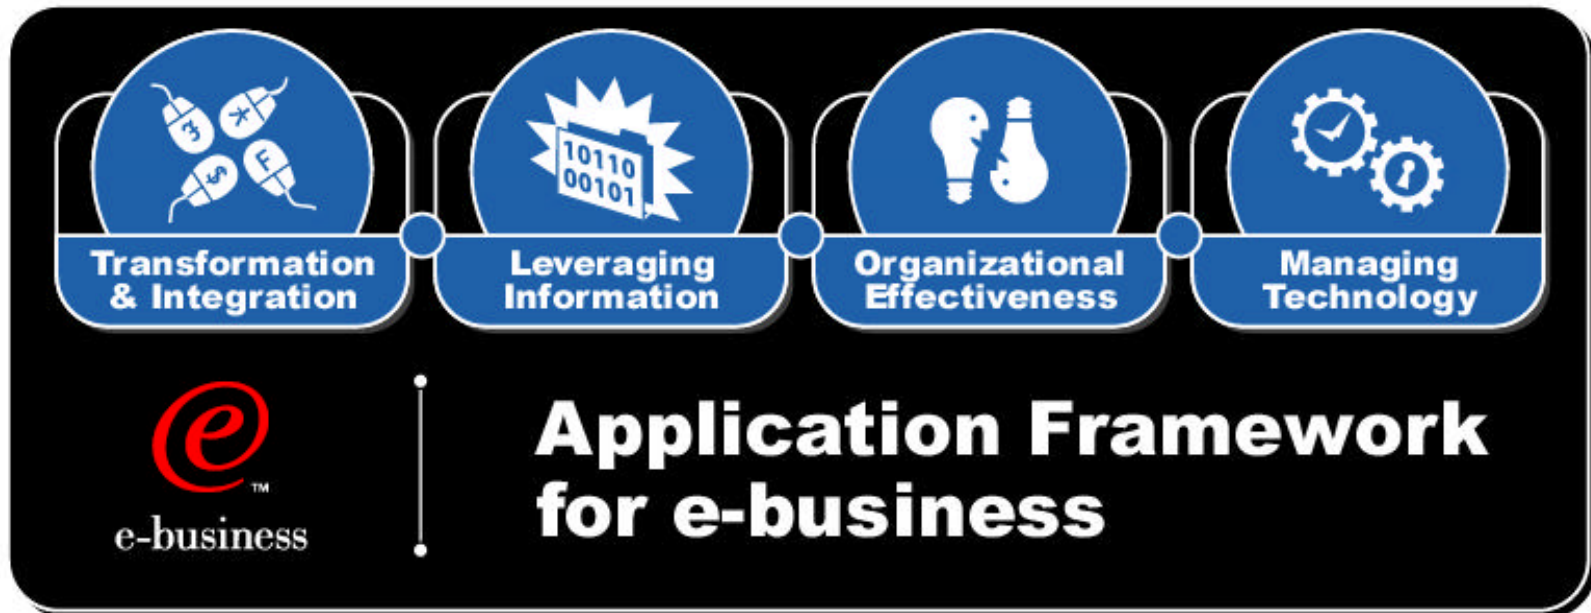 10110
00101
Transformation
& Integration
Leveraging
Information
Organizational
Effectiveness
Managing
Technology
e
™
e-business
Application Framework
for e-business